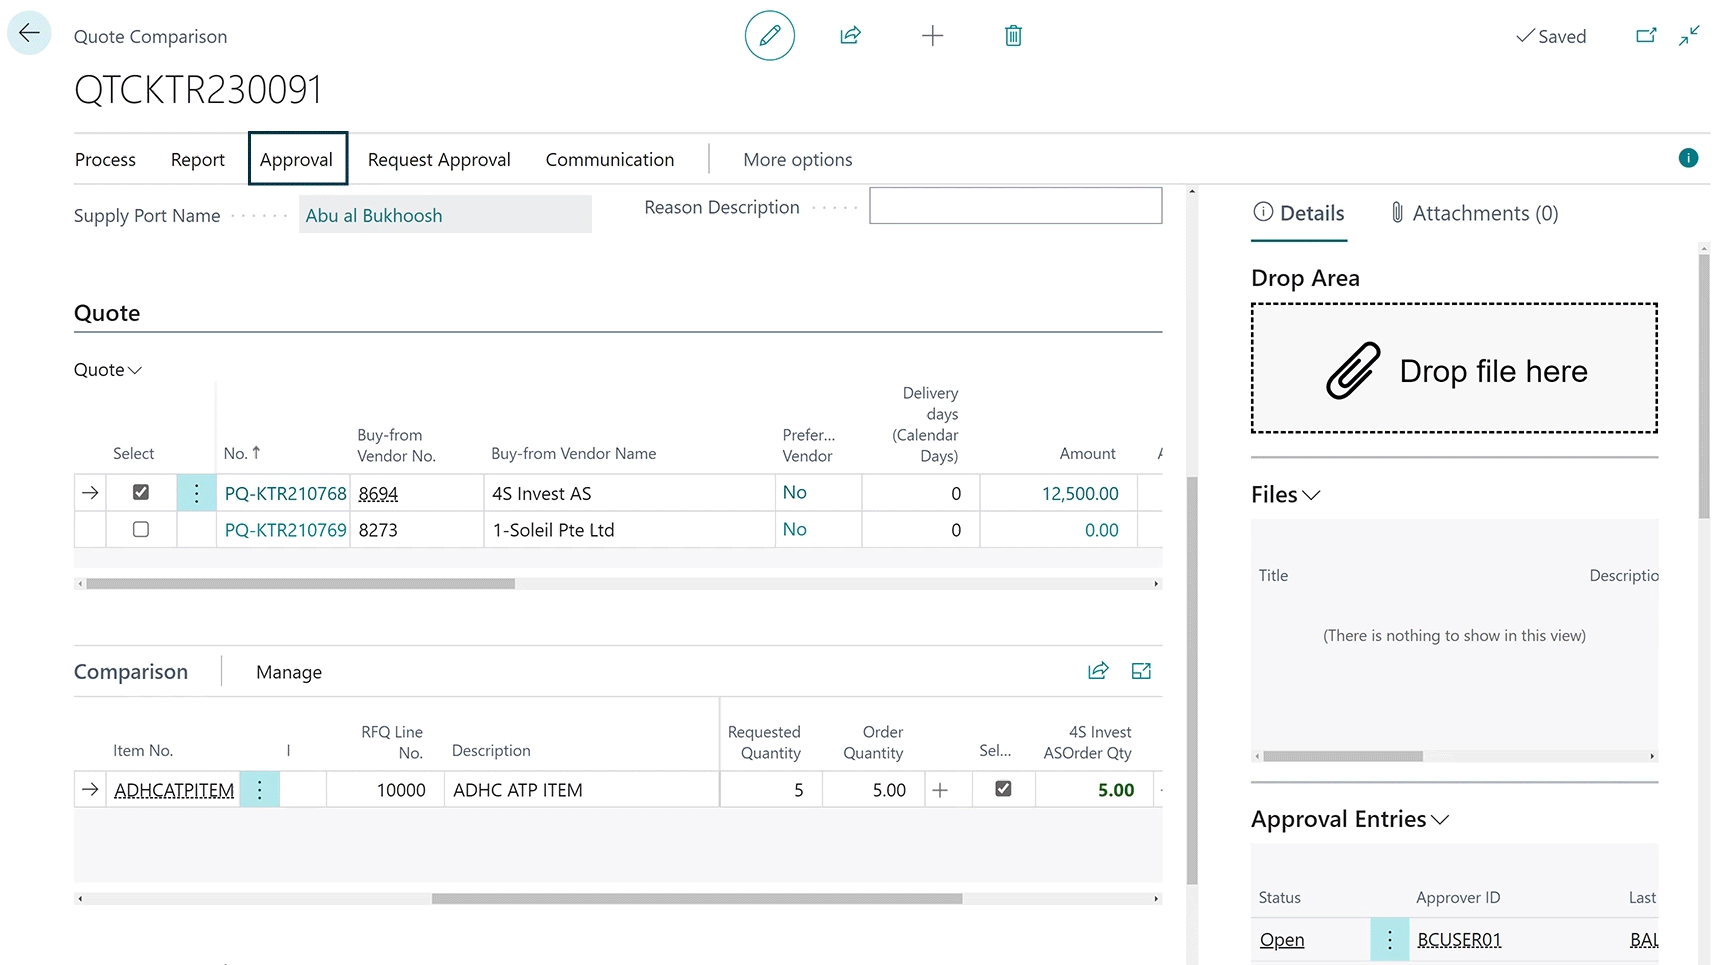 Quote Comparison
Saved
QTCKTR230091
Process
Report
Approval
Request Approval
Communication
More options
Supply Port Name
Abu al Bukhoosh
Reason Description
Quote
Quote
Select
No.
Buy-from
Vendor No.
Buy-from Vendor Name
Prefer...
Vendor
Delivery
days
(Calendar
Days)
Amount
PQ-KTR210768
8694
4S Invest AS
No
0
12,500.00
PQ-KTR210769
8273
1-Soleil Pte Ltd
No
0
0.00
Comparison
Manage
Item No.
RFQ Line
No.
Description
Requested
Quantity
Order
Quantity
Sel...
4S Invest
ASOrder Qty
ADHCATPITEM
10000
ADHC ATP ITEM
5
5.00
5.00
Details
Attachments (0)
Drop Area
Drop file here
Files
Title
Descriptio
(There is nothing to show in this view)
Approval Entries
Status
Approver ID
Last
Open
BCUSER01
BAL